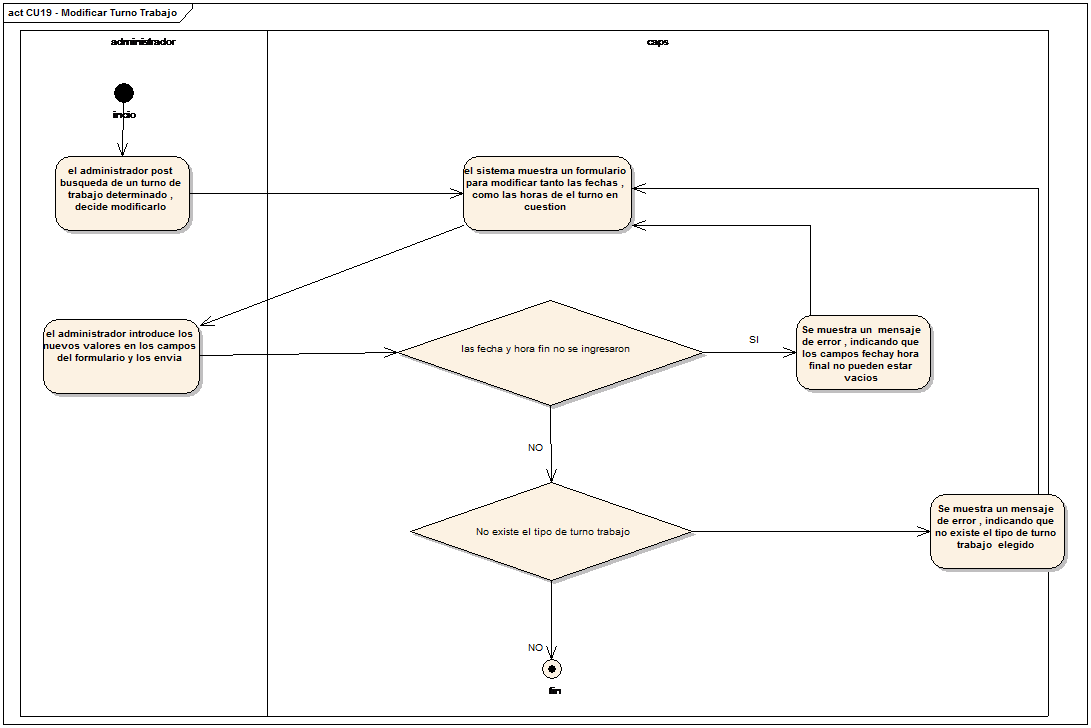 act CU19 - Modificar Turno Trabajo
administrador
caps
incio
el administrador post
busqueda de un turno de
trabajo determinado ,
decide modificarlo
el sistema muestra un formulario
para modificar tanto las fechas ,
como las horas de el turno en
cuestion
el administrador introduce los
nuevos valores en los campos
del formulario y los envia
las fecha y hora fin no se ingresaron
SI
Se muestra un  mensaje
de error , indicando que
los campos fechay hora
final no pueden estar
vacios
NO
No existe el tipo de turno trabajo
Se muestra un mensaje
de error , indicando que
no existe el tipo de turno
trabajo  elegido
NO
fin